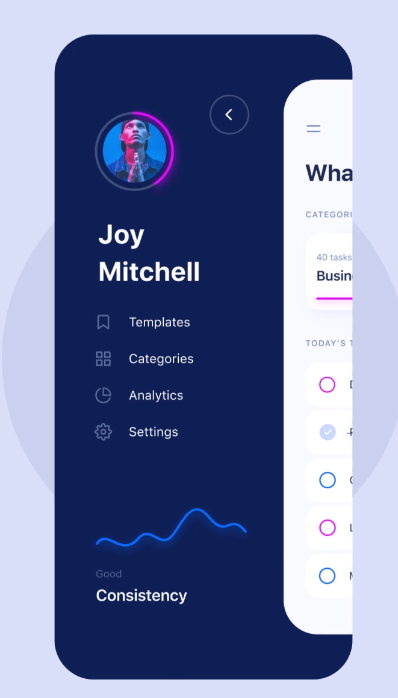 Joy
Mitchell
Templates
Categories
Analytics
Settings
Good
Consistency
Wha
CATEGORI
40 tasks
Busin
TODAY'S T